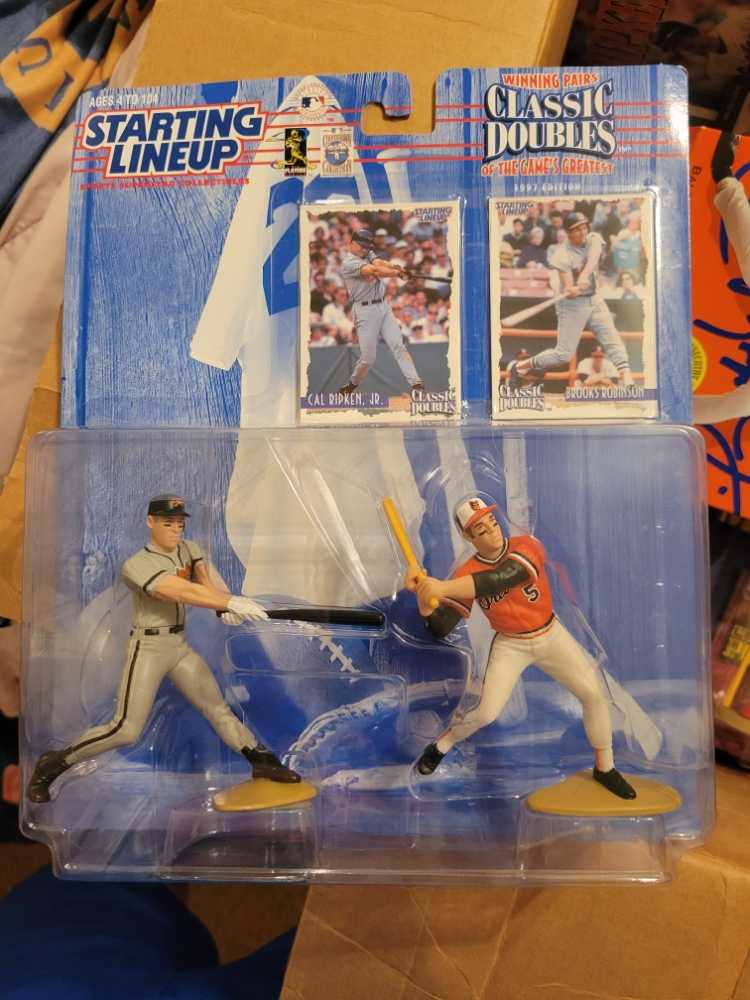 AGES 4 TO 104
STARTING
LINEUP
SPORTS SUPERSTAR COLLECTIBLES
WINNING PAIRS
CLASSIC
DOUBLES
OF THE GAME'S GREATEST
1997 EDITION
STARTING
LINEUP
CAL RIPKEN, JR.
CLASSIC
DOUBLES
STARTING
LINEUP
CLASSIC
DOUBLES
BROOKS ROBINSON
5
2